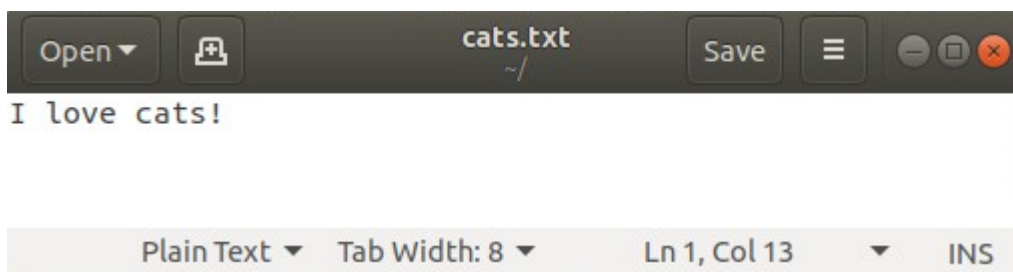 Open cats.txt Save
~/
I love cats!
Plain Text Tab Width: 8 Ln 1, Col 13 INS